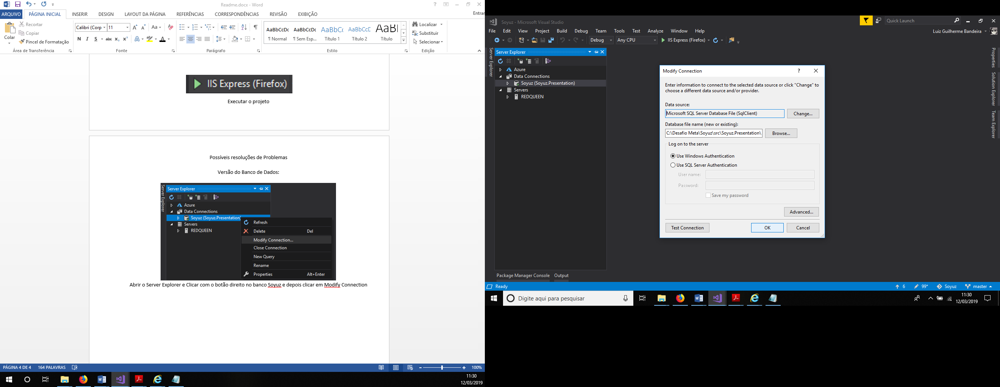 Readme.docx - Word
ARQUIVO PÁGINA INICIAL INSERIR DESIGN LAYOUT DA PÁGINA REFERÊNCIAS CORRESPONDÊNCIAS REVISÃO EXIBIÇÃO Entrar
Colar
Recortar
Copiar
Pincel de Formatação
Área de Transferência
Calibri (Corp 11
Fonte
Parágrafo
AaBbCcDc AaBbCcDc AaBbCc AaBbCcD AaBl
¶ Normal ¶ Sem Esp... Título 1 Título 2 Título
Estilo
Localizar
Substituir
Selecionar
Edição
IIS Express (Firefox)
Executar o projeto
Possíveis resoluções de Problemas
Versão do Banco de Dados:
Server Explorer
Server Explorer
Azure
Data Connections
Soyuz (Soyuz.Presentation)
Servers
REDQUEEN
Refresh
Delete Del
Modify Connection...
Close Connection
New Query
Rename
Properties Alt+Enter
Abrir o Server Explorer e Clicar com o botão direito no banco Soyuz e depois clicar em Modify Connection
PÁGINA 4 DE 4 164 PALAVRAS 100%
11:30
12/03/2019
Soyuz - Microsoft Visual Studio
Quick Launch
File Edit View Project Build Debug Team Tools Test Analyze Window Help
Luiz Guilherme Bandeira
Debug Any CPU IIS Express (Firefox)
Server Explorer
Server Explorer
Azure
Data Connections
Soyuz (Soyuz.Presentation)
Servers
REDQUEEN
Modify Connection
Enter information to connect to the selected data source or click "Change" to
choose a different data source and/or provider.
Data source:
Microsoft SQL Server Database File (SqlClient) Change...
Database file name (new or existing):
C:\Desafio Meta\Soyuz\src\Soyuz.Presentation\ Browse...
Log on to the server
Use Windows Authentication
Use SQL Server Authentication
User name:
Password:
Save my password
Advanced...
Test Connection OK Cancel
Properties
Solution Explorer
Team Explorer
Package Manager Console Output
Ready 6 99* Soyuz master
Digite aqui para pesquisar
11:30
12/03/2019